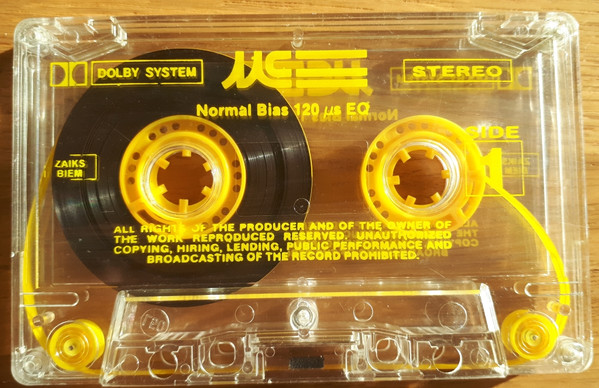 DOLBY SYSTEM
STEREO
Normal Bias 120 µs EQ
SIDE
1
ZAIKS
BIEM
ALL RIGHTS OF THE PRODUCER AND OF THE OWNER OF
THE WORK REPRODUCED RESERVED. UNAUTHORIZED
COPYING, HIRING, LENDING, PUBLIC PERFORMANCE AND
BROADCASTING OF THE RECORD PROHIBITED.